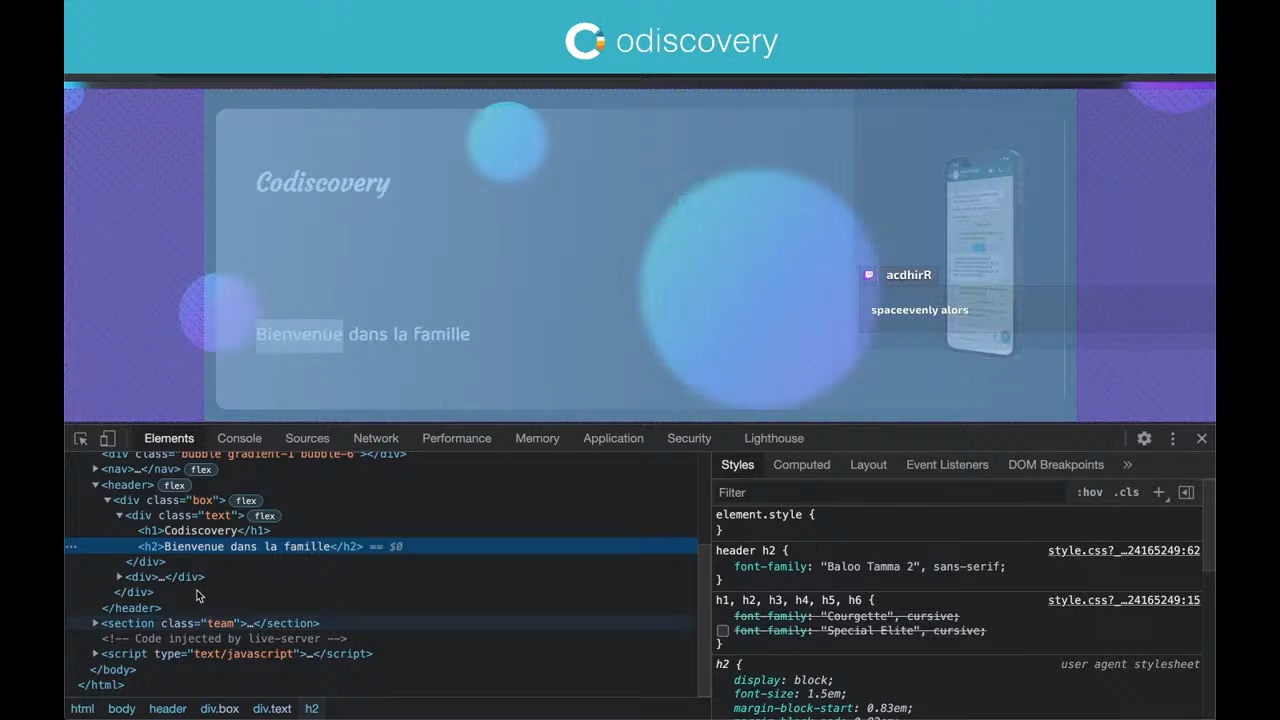 odiscovery
Codiscovery
acdhirR
spaceevenly alors
Bienvenue dans la famille
Elements Console Sources Network Performance Memory Application Security Lighthouse
<div class="bubble gradient-1 bubble-6"></div>
<nav>…</nav> flex
<header> flex
<div class="box"> flex
<div class="text"> flex
<h1>Codiscovery</h1>
<h2>Bienvenue dans la famille</h2> == $0
</div>
<div>…</div>
</div>
</header>
<section class="team">…</section>
<!-- Code injected by live-server -->
<script type="text/javascript">…</script>
</body>
</html>
html body header div.box div.text h2
Styles Computed Layout Event Listeners DOM Breakpoints »
Filter :hov .cls +
element.style {
}
header h2 { style.css?_…24165249:62
font-family: "Baloo Tamma 2", sans-serif;
}
h1, h2, h3, h4, h5, h6 { style.css?_…24165249:15
font-family: "Courgette", cursive;
font-family: "Special Elite", cursive;
}
h2 { user agent stylesheet
display: block;
font-size: 1.5em;
margin-block-start: 0.83em;